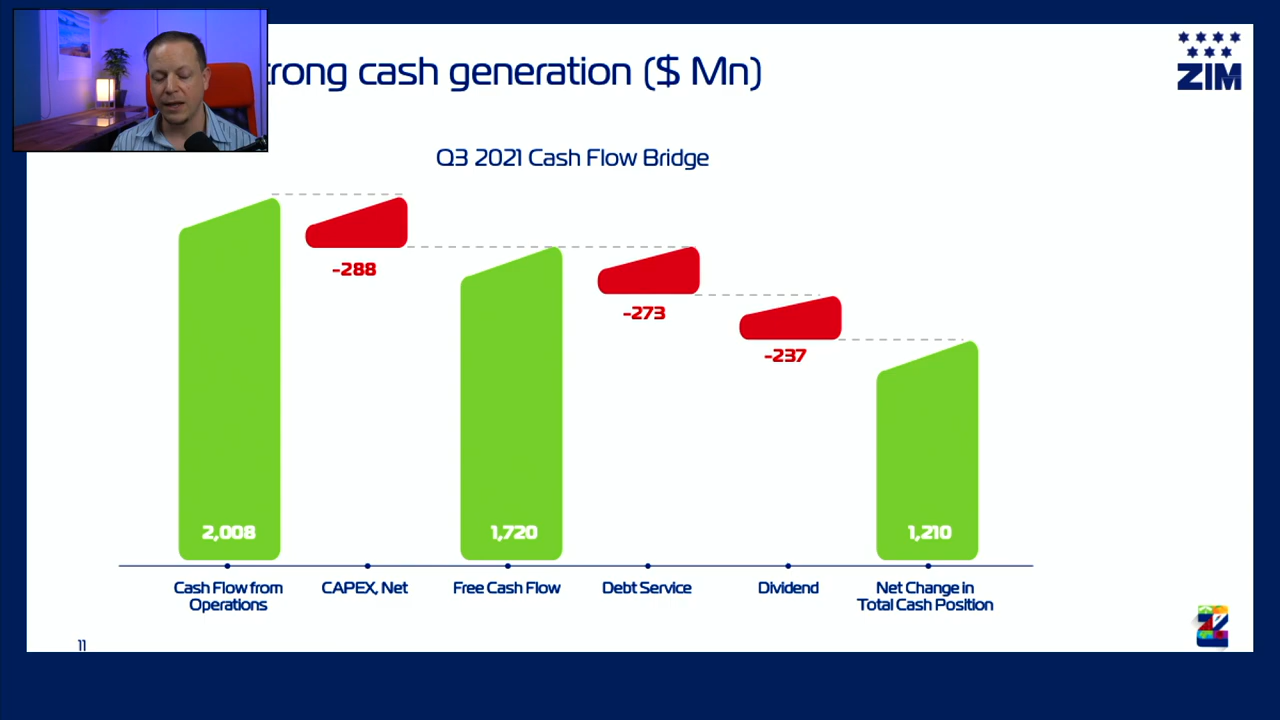 trong cash generation ($ Mn)
ZIM
Q3 2021 Cash Flow Bridge
-288
-273
-237
2,008
1,720
1,210
Cash Flow from
Operations
CAPEX, Net
Free Cash Flow
Debt Service
Dividend
Net Change in
Total Cash Position
11